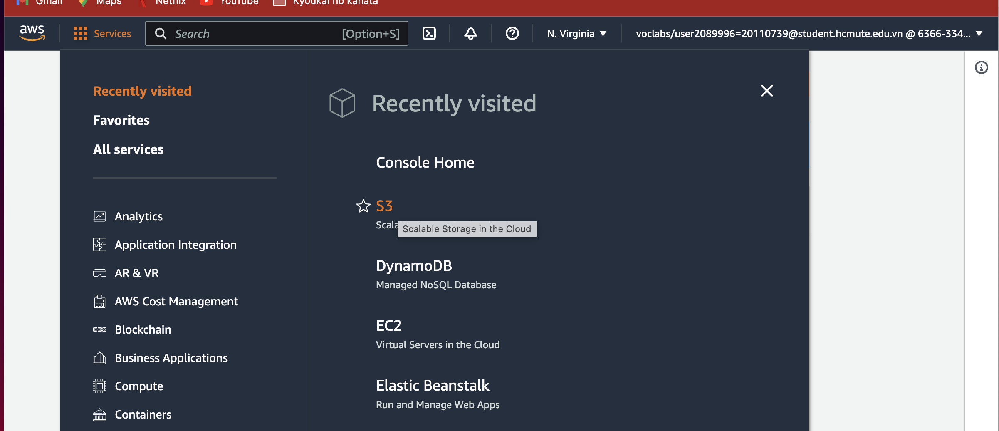 Gmail Maps Netflix YouTube Kyoukai no kanata
aws Services Search [Option+S] N. Virginia voclabs/user2089996=20110739@student.hcmute.edu.vn @ 6366-334...
Recently visited
Favorites
All services
Analytics
Application Integration
AR & VR
AWS Cost Management
Blockchain
Business Applications
Compute
Containers
Recently visited
Console Home
S3
Scalable Storage in the Cloud
DynamoDB
Managed NoSQL Database
EC2
Virtual Servers in the Cloud
Elastic Beanstalk
Run and Manage Web Apps